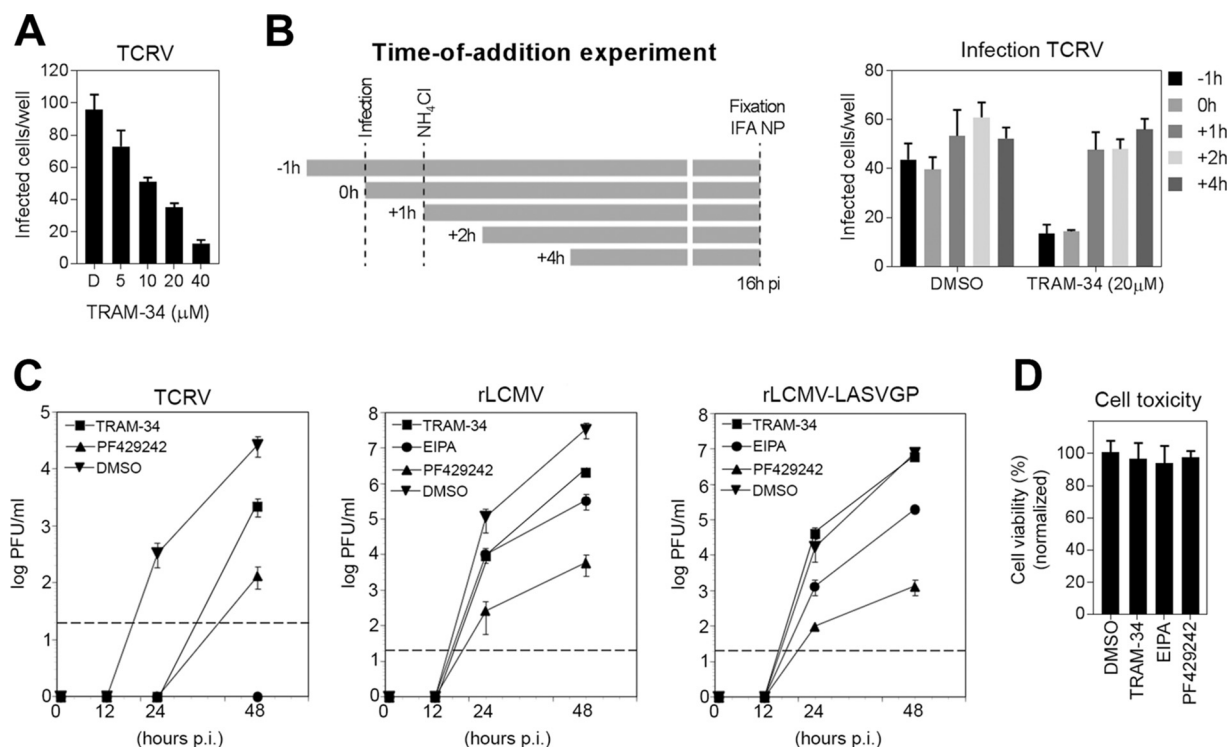 A
TCRV
Infected cells/well
120
100
80
60
40
20
0
D 5 10 20 40
TRAM-34 (μM)
B
Time-of-addition experiment
Infection
NH4Cl
Fixation
IFA NP
-1h
0h
+1h
+2h
+4h
16h pi
Infection TCRV
Infected cells/well
80
60
40
20
0
DMSO TRAM-34 (20μM)
-1h
0h
+1h
+2h
+4h
C
TCRV
log PFU/ml
5
4
3
2
1
0
TRAM-34
PF429242
DMSO
0 12 24 48
(hours p.i.)
rLCMV
log PFU/ml
8
7
6
5
4
3
2
1
0
TRAM-34
EIPA
PF429242
DMSO
0 12 24 48
(hours p.i.)
rLCMV-LASVGP
log PFU/ml
8
7
6
5
4
3
2
1
0
TRAM-34
EIPA
PF429242
DMSO
0 12 24 48
(hours p.i.)
D
Cell toxicity
Cell viability (%)
(normalized)
100
80
60
40
20
0
DMSO
TRAM-34
EIPA
PF429242